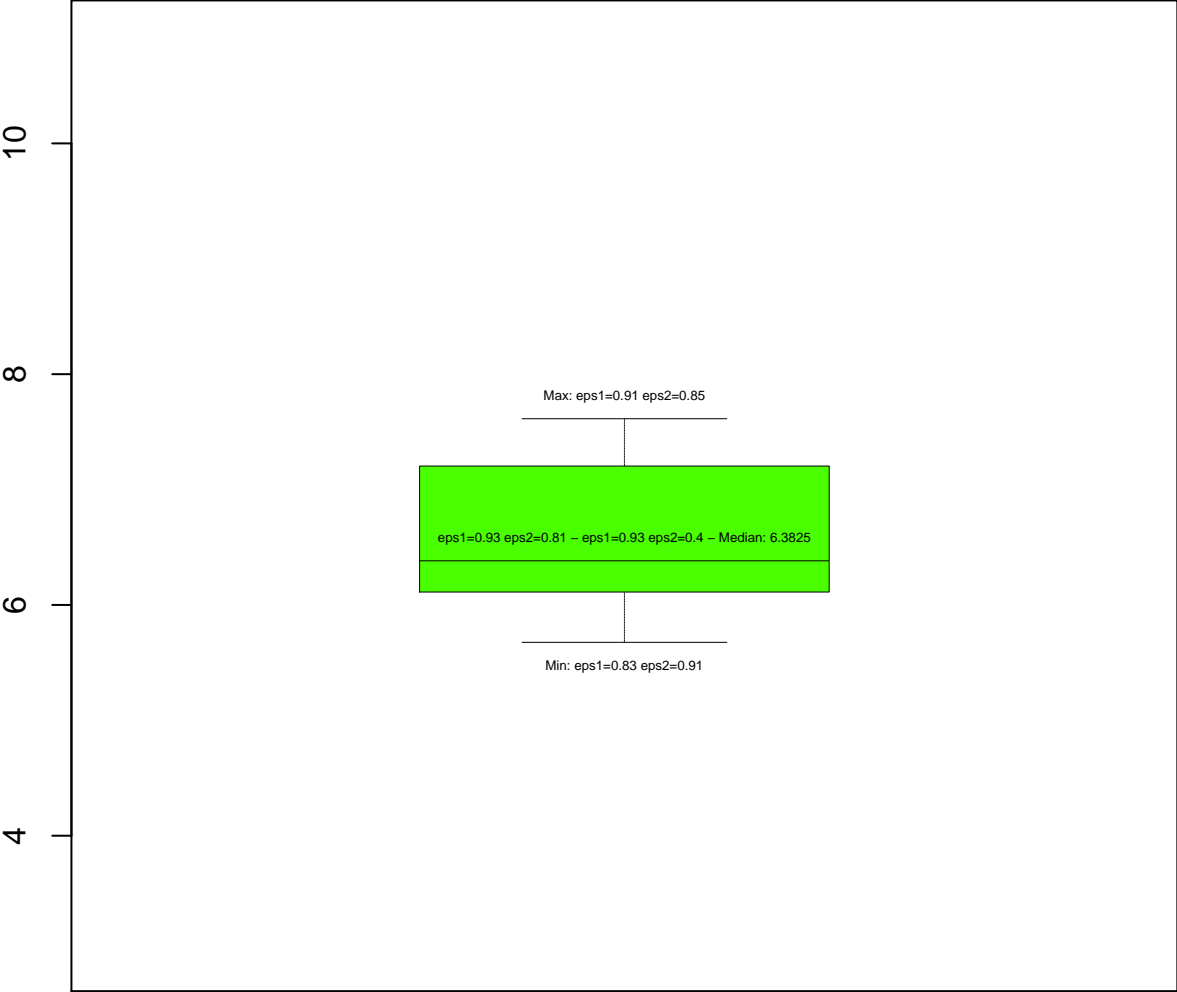 10
8
Max: eps1=0.91 eps2=0.85
eps1=0.93 eps2=0.81 − eps1=0.93 eps2=0.4 − Median: 6.3825
6
Min: eps1=0.83 eps2=0.91
4